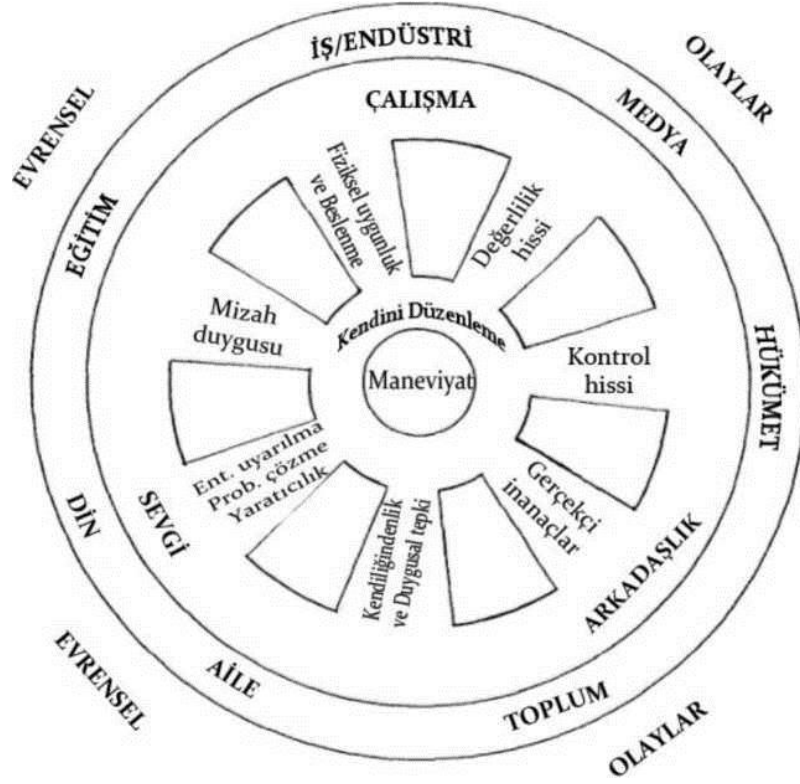 İŞ/ENDÜSTRİ
OLAYLAR
EVRENSEL
MEDYA
ÇALIŞMA
EĞİTİM
Fiziksel uygunluk
ve Beslenme
Değerlilik
hissi
Mizah
duygusu
Kendini Düzenleme
Maneviyat
Kontrol
hissi
HÜKÜMET
Ent. uyarılma
Prob. çözme
Yaratıcılık
Gerçekçi
inanaçlar
Kendiliğindenlik
ve Duygusal tepki
DİN
SEVGİ
ARKADAŞLIK
AİLE
TOPLUM
EVRENSEL
OLAYLAR